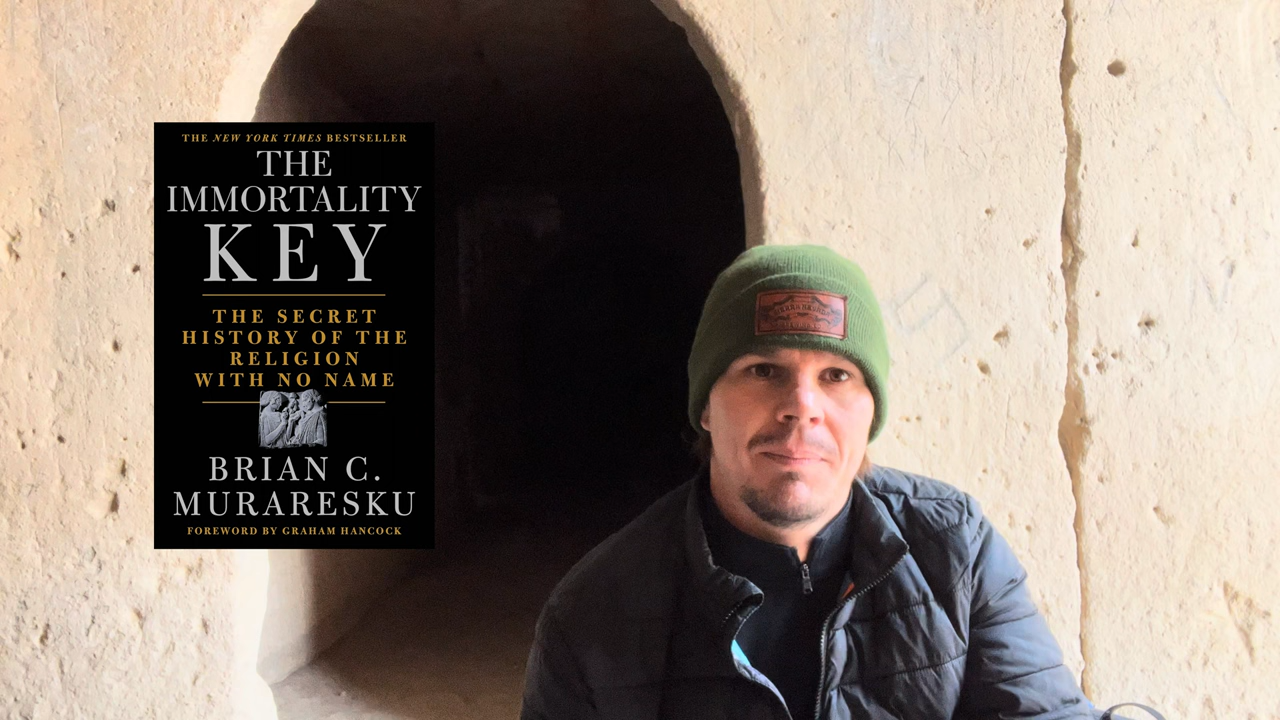 THE NEW YORK TIMES BESTSELLER
THE
IMMORTALITY
KEY
THE SECRET
HISTORY OF THE
RELIGION
WITH NO NAME
BRIAN C.
MURARESKU
FOREWORD BY GRAHAM HANCOCK